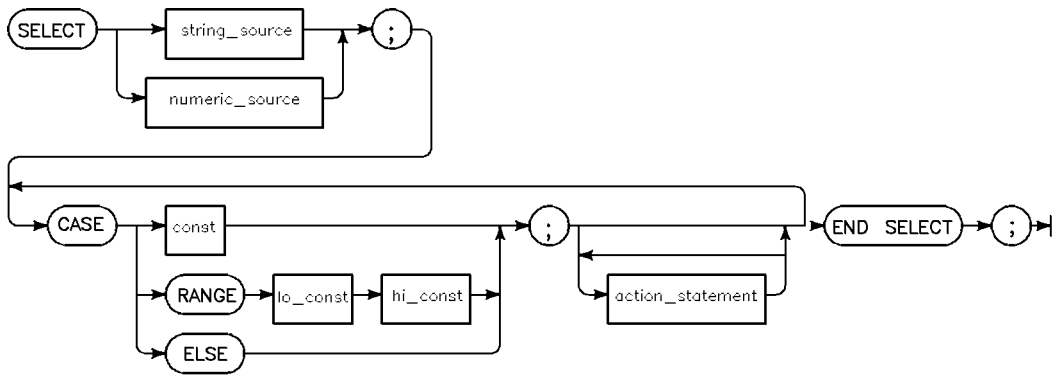 SELECT string_source ;
numeric_source
CASE const ; END SELECT ;
RANGE lo_const hi_const action_statement
ELSE